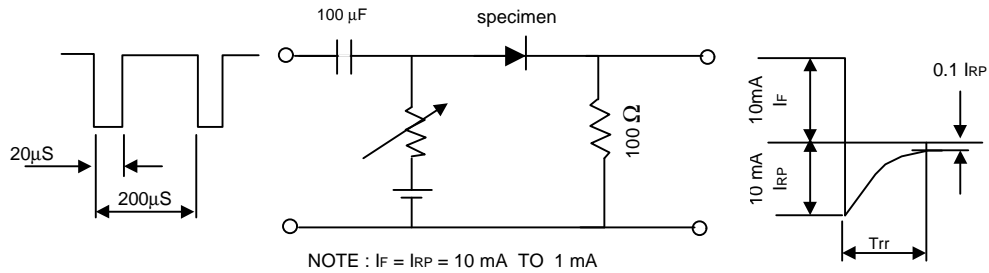 100 µF
specimen
20µS
200µS
100 Ω
10mA
IF
10 mA
IRP
0.1 IRP
Trr
NOTE : IF = IRP = 10 mA TO 1 mA